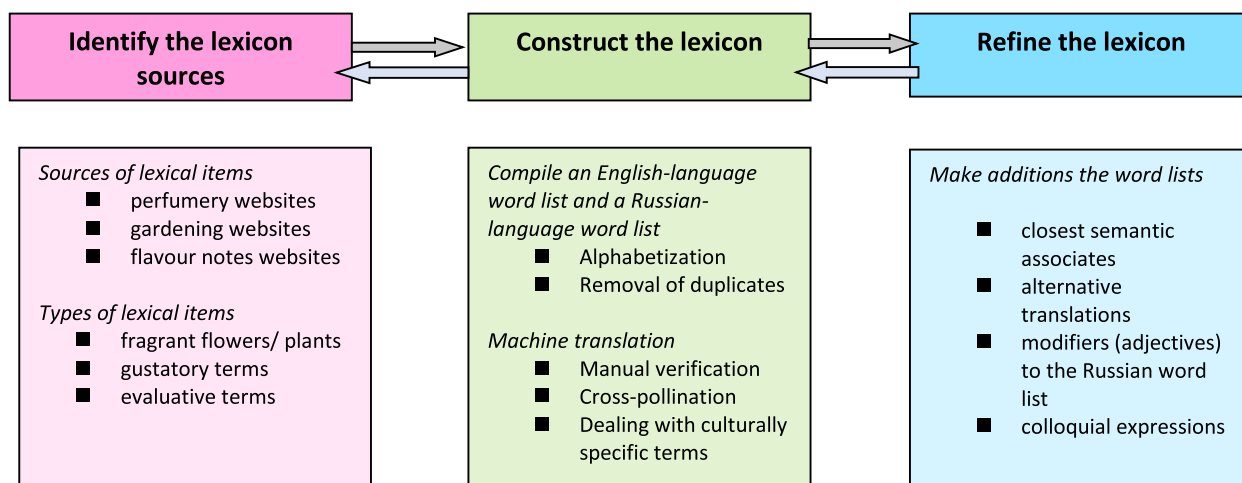 Identify the lexicon
sources
Construct the lexicon
Refine the lexicon
Sources of lexical items
■ perfumery websites
■ gardening websites
■ flavour notes websites
Types of lexical items
■ fragrant flowers/ plants
■ gustatory terms
■ evaluative terms
Compile an English-language
word list and a Russian-
language word list
■ Alphabetization
■ Removal of duplicates
Machine translation
■ Manual verification
■ Cross-pollination
■ Dealing with culturally
specific terms
Make additions the word lists
■ closest semantic
associates
■ alternative
translations
■ modifiers (adjectives)
to the Russian word
list
■ colloquial expressions